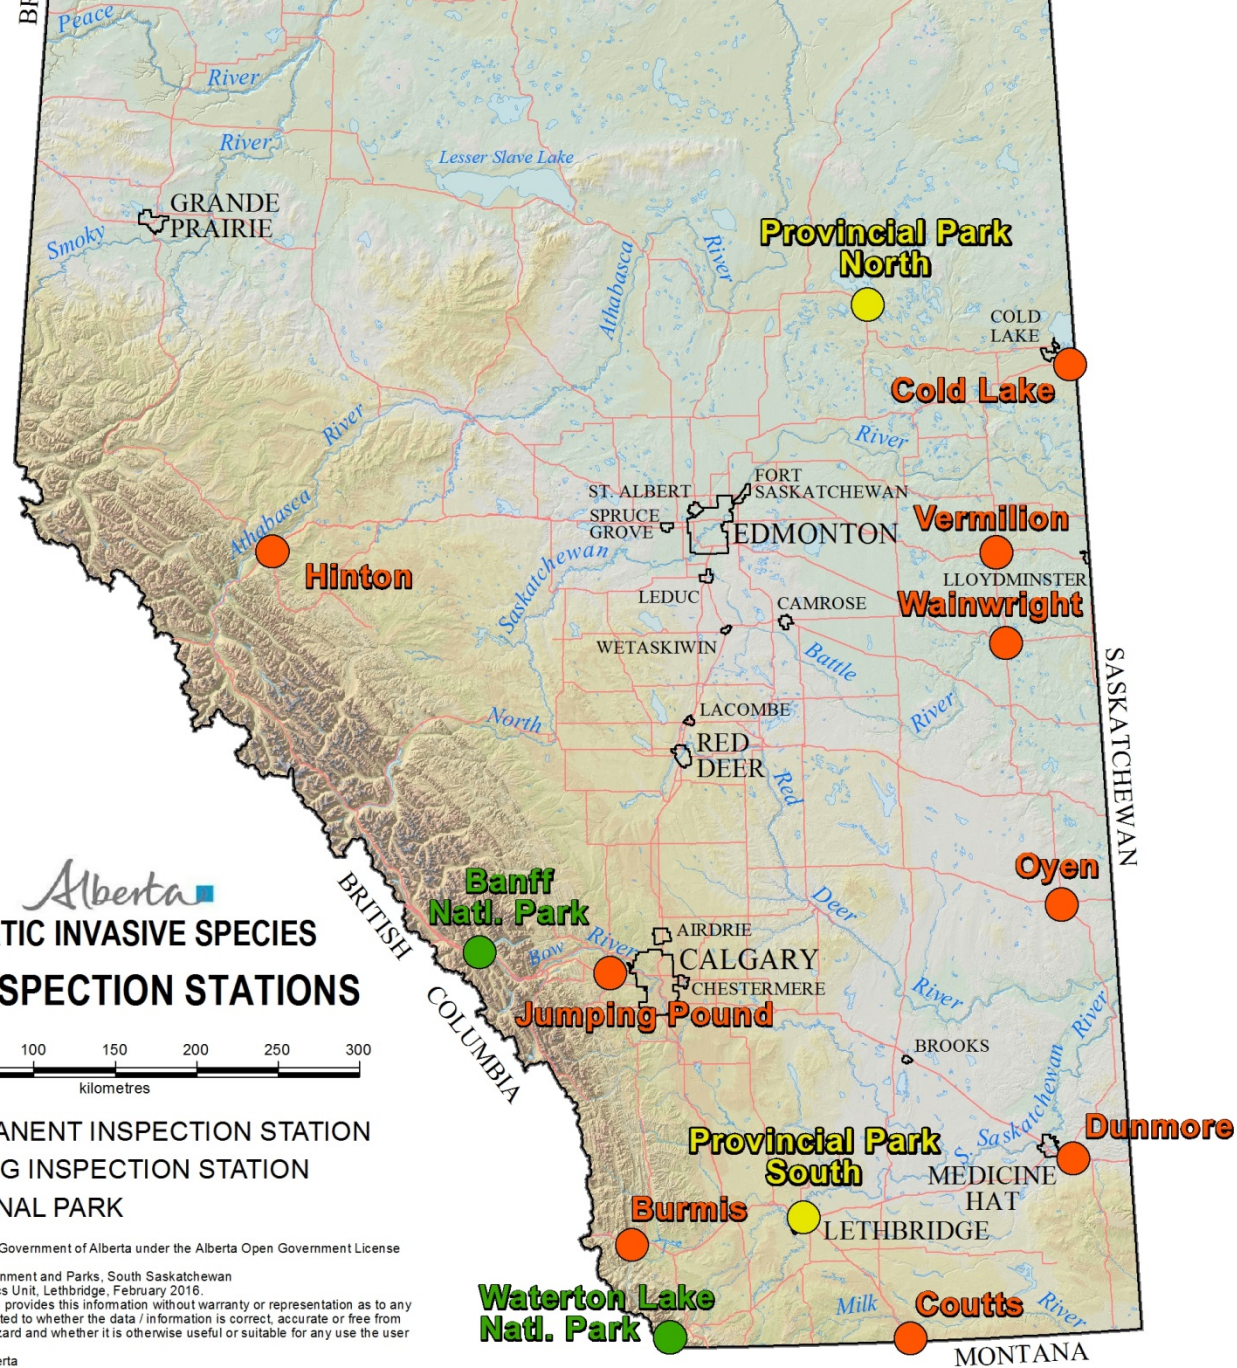 BR
Peace
River
River
Lesser Slave Lake
GRANDE
PRAIRIE
Smoky
Athabasca
River
Provincial Park
North
COLD
LAKE
Cold Lake
River
Athabasca
River
Hinton
ST. ALBERT
FORT
SASKATCHEWAN
SPRUCE
GROVE
EDMONTON
Saskatchewan
Vermilion
LLOYDMINSTER
LEDUC
CAMROSE
Wainwright
WETASKIWIN
Battle
River
SASKATCHEWAN
North
LACOMBE
RED
DEER
Red
Alberta
TIC INVASIVE SPECIES
SPECTION STATIONS
BRITISH
COLUMBIA
Banff
Natl. Park
Oyen
Deer
River
Bow River
AIRDRIE
CALGARY
CHESTERMERE
Jumping Pound
BROOKS
River
100 150 200 250 300
kilometres
ANENT INSPECTION STATION
G INSPECTION STATION
NAL PARK
Provincial Park
South
S. Saskatchewan
Dunmore
MEDICINE
HAT
Burmis
LETHBRIDGE
Government of Alberta under the Alberta Open Government License
nment and Parks, South Saskatchewan
cs Unit, Lethbridge, February 2016.
provides this information without warranty or representation as to any
ted to whether the data / information is correct, accurate or free from
zard and whether it is otherwise useful or suitable for any use the user
erta
Waterton Lake
Natl. Park
Milk
River
Coutts
MONTANA